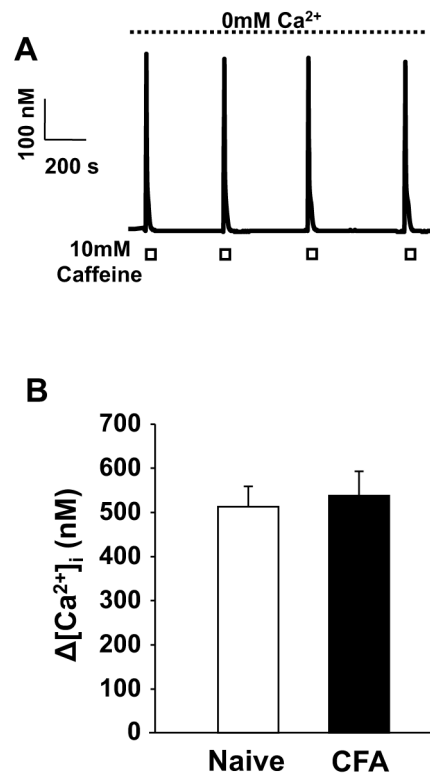 0mM Ca²⁺
A
100 nM
200 s
10mM
Caffeine
B
Δ[Ca²⁺]ᵢ (nM)
700
600
500
400
300
200
100
0
Naive CFA